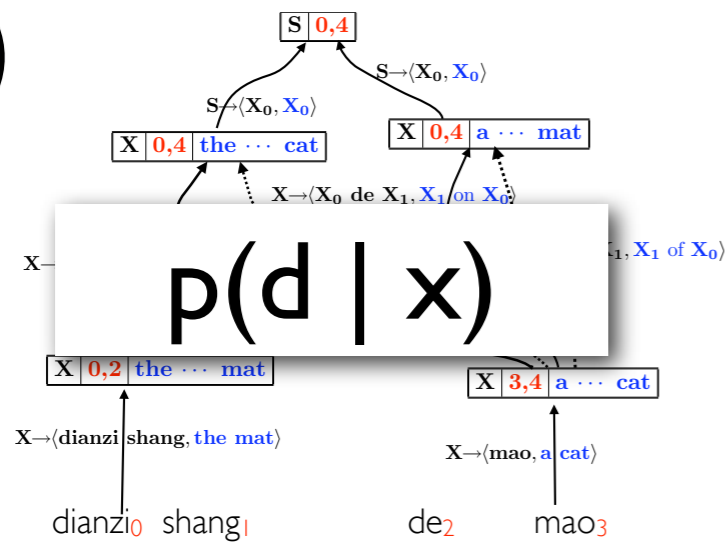 )
S 0,4
S→⟨X₀, X₀⟩
S→⟨X₀, X₀⟩
X 0,4 the ··· cat
X 0,4 a ··· mat
X→⟨X₀ de X₁, X₁ on X₀⟩
X→
X₁, X₁ of X₀⟩
p(d | x)
X 0,2 the ··· mat
X 3,4 a ··· cat
X→⟨dianzi shang, the mat⟩
X→⟨mao, a cat⟩
dianzi₀ shang₁ de₂ mao₃